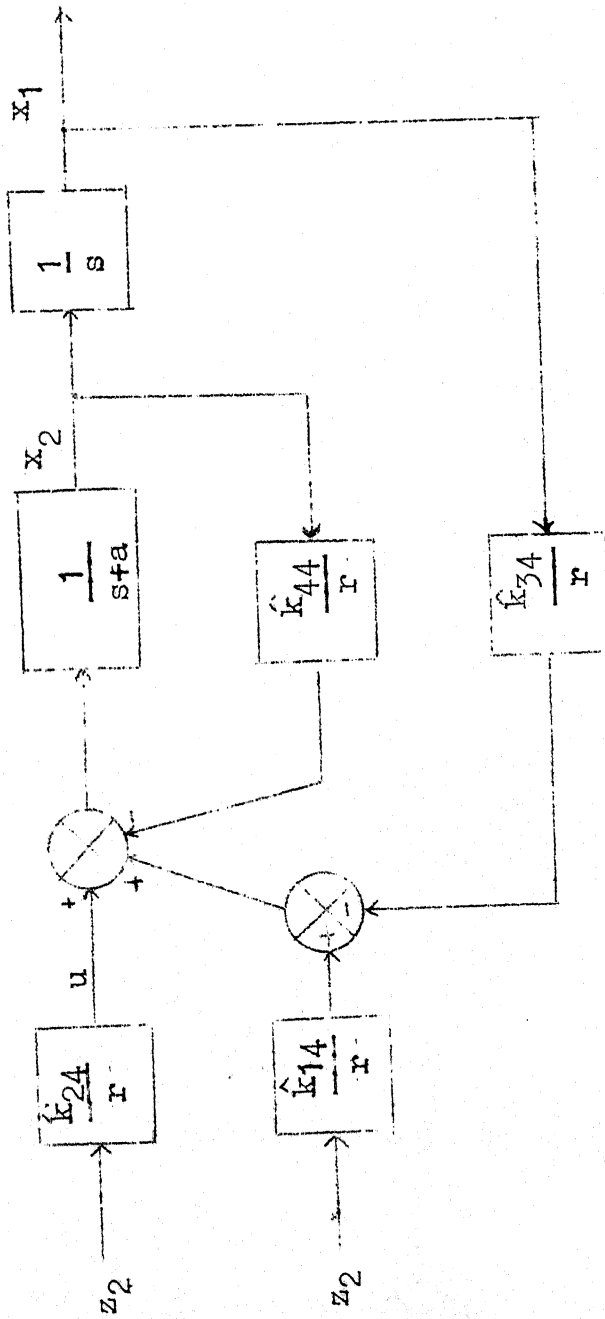 z₂
k̂₂₄
r
u
+
+
-
1
s+a
x₂
1
s
x₁
k̂₄₄
r
z₂
k̂₁₄
r
+
-
k̂₃₄
r